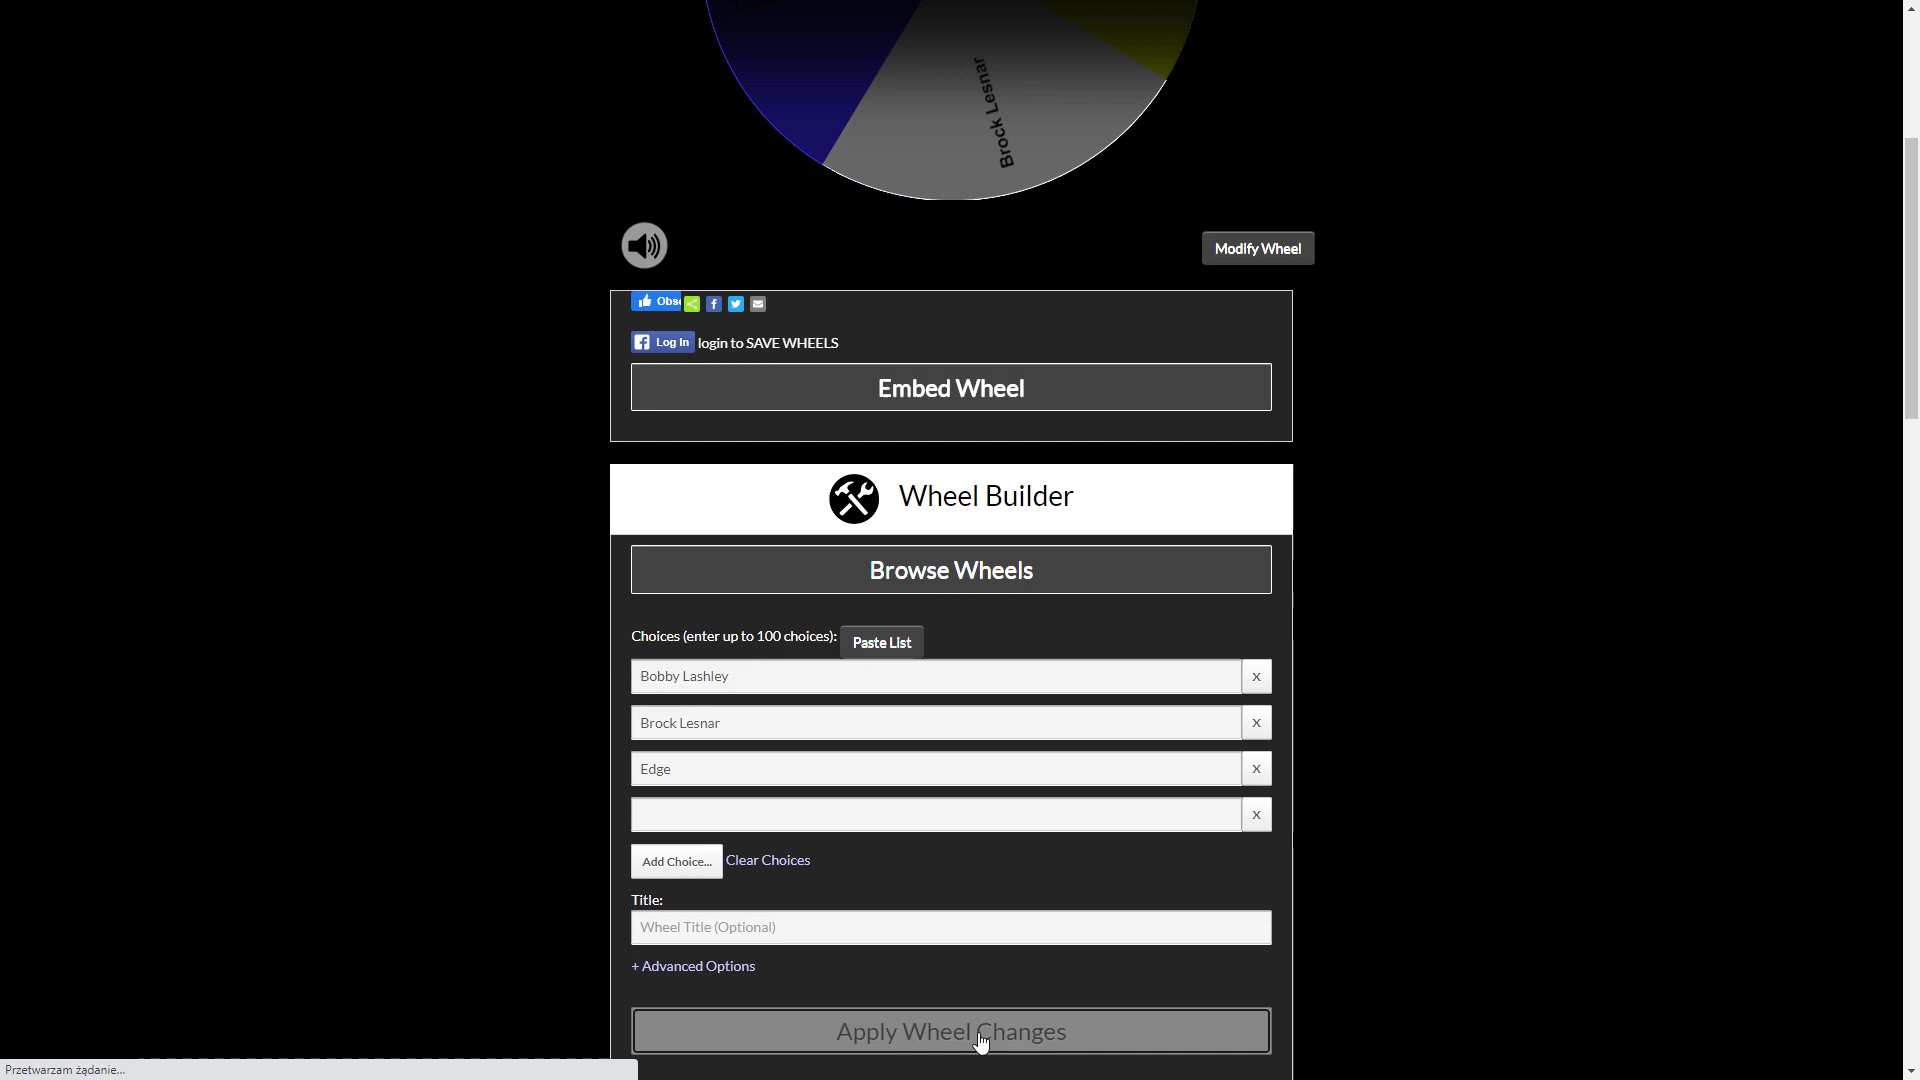 Brock Lesnar
Modify Wheel
Obse
Log In login to SAVE WHEELS
Embed Wheel
Wheel Builder
Browse Wheels
Choices (enter up to 100 choices): Paste List
Bobby Lashley X
Brock Lesnar X
Edge X
X
Add Choice... Clear Choices
Title:
Wheel Title (Optional)
+ Advanced Options
Apply Wheel Changes
Przetwarzam żądanie...